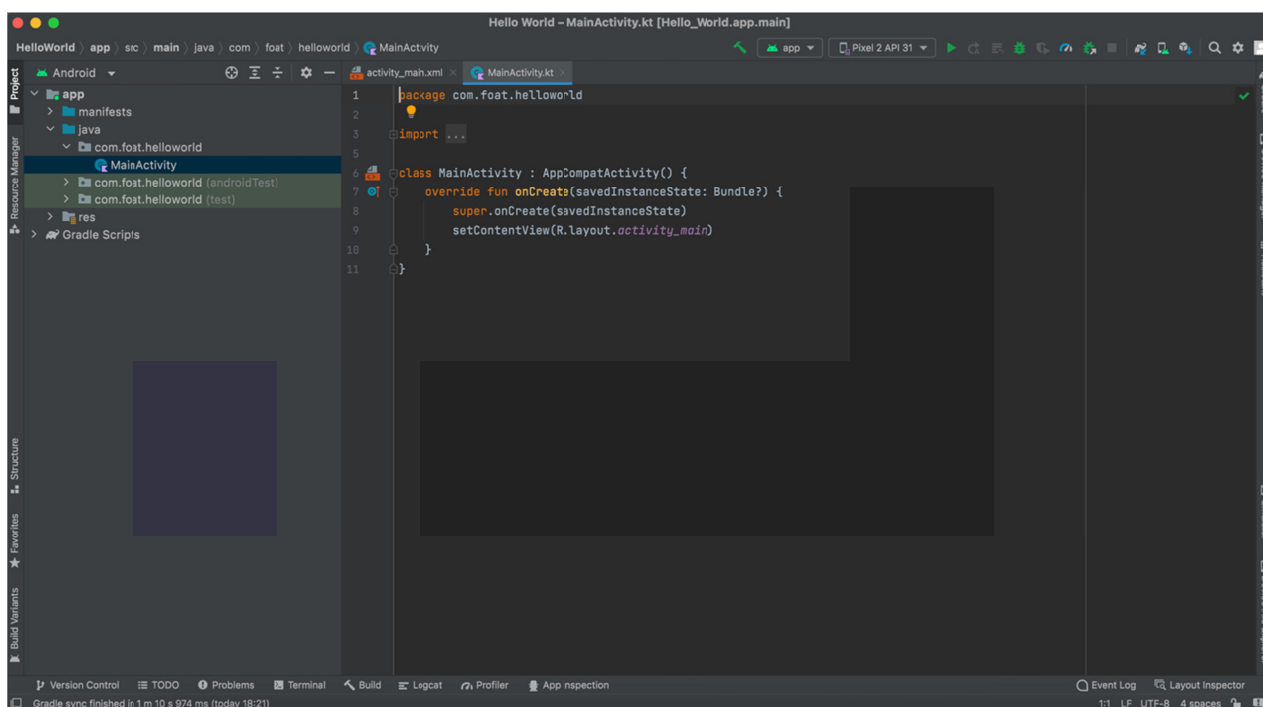 Hello World – MainActivity.kt [Hello_World.app.main]
HelloWorld app src main java com foat helloworld MainActvity
app Pixel 2 API 31
Android
activity_mah.xml MainActivity.kt
Project
Resource Manager
Structure
Favorites
Build Variants
app
manifests
java
com.foat.helloworld
MainActivity
com.foat.helloworld (androidTest)
com.foat.helloworld (test)
res
Gradle Scripts
1 package com.foat.helloworld
2
3 import ...
5
6 class MainActivity : AppCompatActivity() {
7 override fun onCreate(savedInstanceState: Bundle?) {
8 super.onCreate(savedInstanceState)
9 setContentView(R.layout.activity_main)
10 }
11 }
Version Control TODO Problems Terminal Build Logcat Profiler App nspection Event Log Layout Inspector
Gradle sync finished in 1 m 10 s 974 ms (today 18:21) 1:1 LF UTF-8 4 spaces